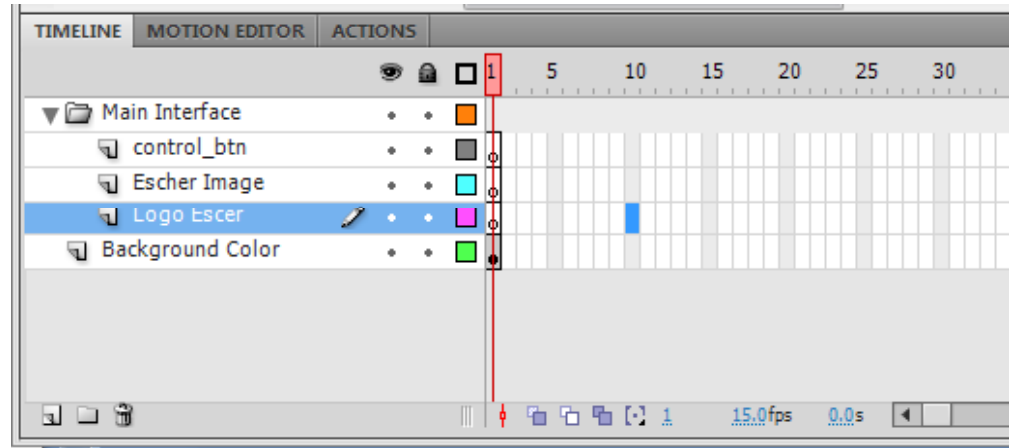 TIMELINE MOTION EDITOR ACTIONS
1 5 10 15 20 25 30
Main Interface
control_btn
Escher Image
Logo Escer
Background Color
1 15.0fps 0.0s